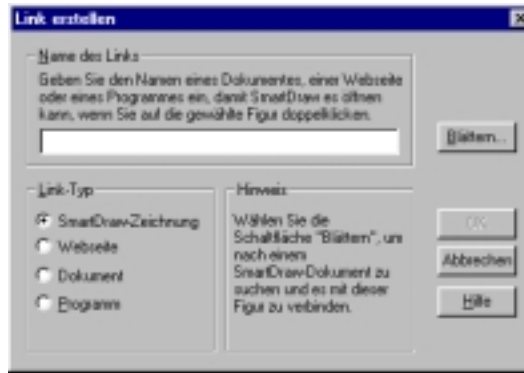 Link erstellen
Name des Links
Geben Sie den Namen eines Dokumentes, einer Webseite
oder eines Programmes ein, damit SmartDraw es öffnen
kann, wenn Sie auf die gewählte Figur doppelklicken.
Blättern...
Link-Typ
SmartDraw-Zeichnung
Webseite
Dokument
Programm
Hinweis
Wählen Sie die
Schaltfläche "Blättern", um
nach einem
SmartDraw-Dokument zu
suchen und es mit dieser
Figur zu verbinden.
OK
Abbrechen
Hilfe